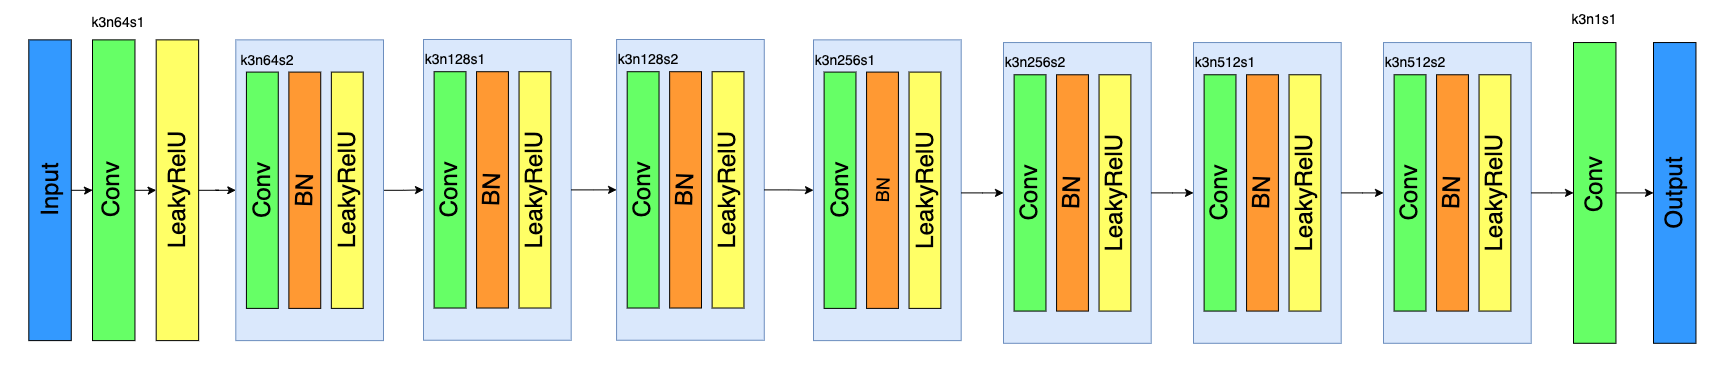 Input
k3n64s1
Conv
LeakyRelU
k3n64s2
Conv
BN
LeakyRelU
k3n128s1
Conv
BN
LeakyRelU
k3n128s2
Conv
BN
LeakyRelU
k3n256s1
Conv
BN
LeakyRelU
k3n256s2
Conv
BN
LeakyRelU
k3n512s1
Conv
BN
LeakyRelU
k3n512s2
Conv
BN
LeakyRelU
k3n1s1
Conv
Output